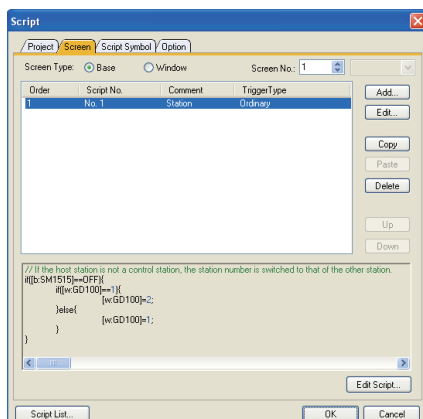 Script
Project Screen Script Symbol Option
Screen Type: Base Window Screen No.: 1
Order Script No. Comment TriggerType
1 No. 1 Station Ordinary
Add...
Edit...
Copy
Paste
Delete
Up
Down
// If the host station is not a control station, the station number is switched to that of the other station.
if([b:SM1515]==OFF){
if([w:GD100]==1){
[w:GD100]=2;
}else{
[w:GD100]=1;
}
}
Edit Script...
Script List... OK Cancel